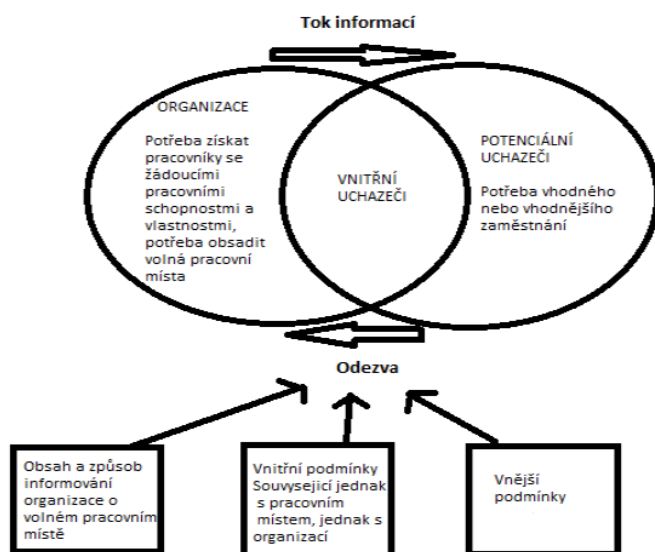 Tok informací
ORGANIZACE
Potřeba získat
pracovníky se
žádoucími
pracovními
schopnostmi a
vlastnostmi,
potřeba obsadit
volná pracovní
místa
VNITŘNÍ
UCHAZEČI
POTENCIÁLNÍ
UCHAZEČI
Potřeba vhodného
nebo vhodnějšího
zaměstnání
Odezva
Obsah a způsob
informování
organizace o
volném pracovním
místě
Vnitřní podmínky
Souvysejicí jednak
s pracovním
místem, jednak s
organizací
Vnější
podmínky